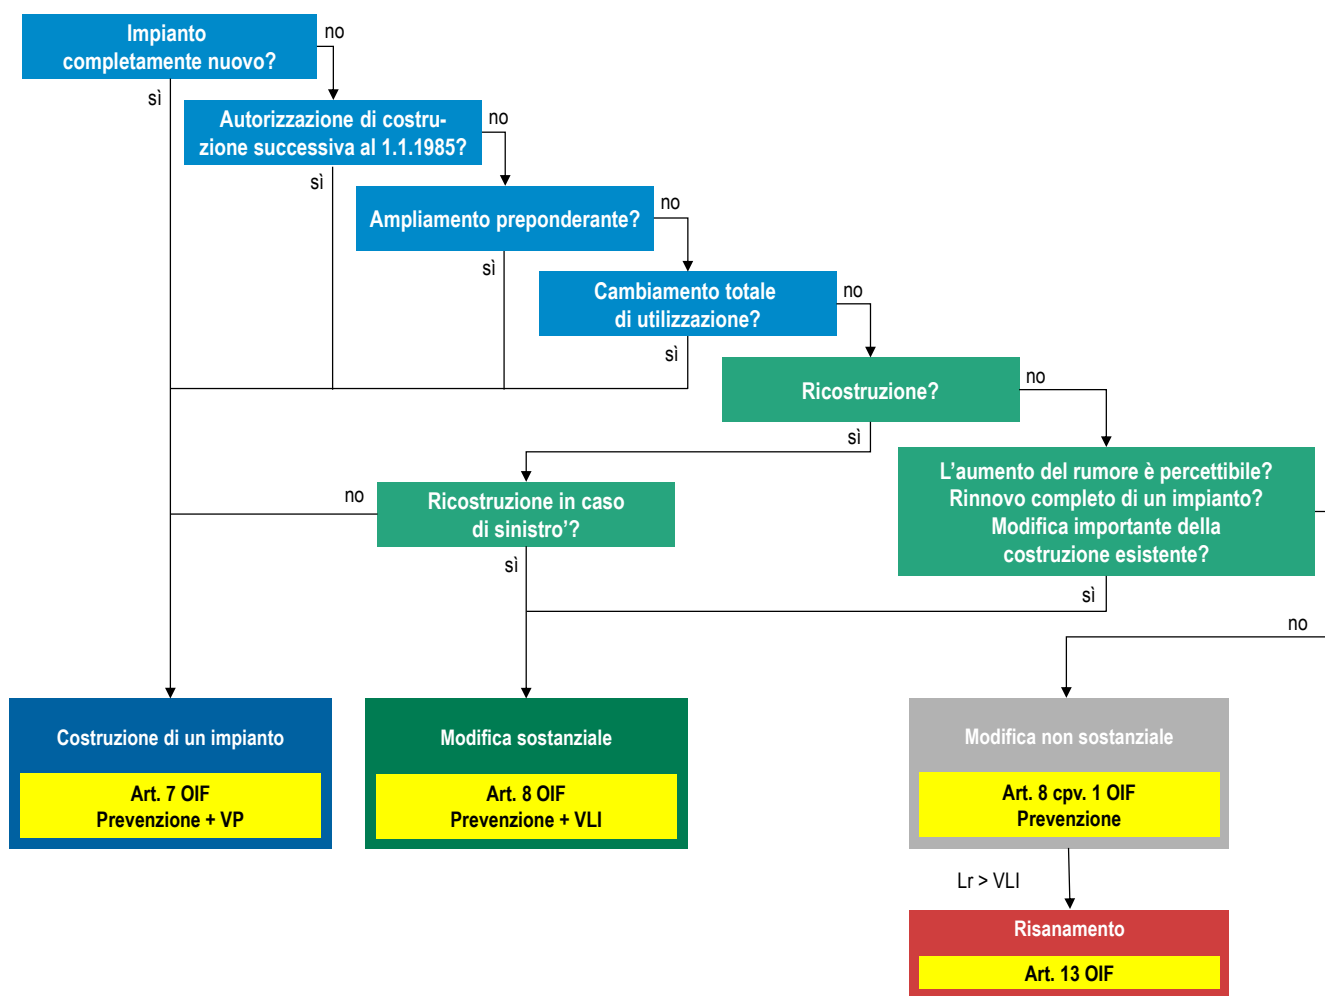 Impianto
completamente nuovo?
no
sì
Autorizzazione di costru-
zione successiva al 1.1.1985?
no
sì
Ampliamento preponderante?
no
sì
Cambiamento totale
di utilizzazione?
no
sì
Ricostruzione?
no
sì
L’aumento del rumore è percettibile?
Rinnovo completo di un impianto?
Modifica importante della
costruzione esistente?
no
Ricostruzione in caso
di sinistro’?
sì
sì
no
Costruzione di un impianto
Art. 7 OIF
Prevenzione + VP
Modifica sostanziale
Art. 8 OIF
Prevenzione + VLI
Modifica non sostanziale
Art. 8 cpv. 1 OIF
Prevenzione
Lr > VLI
Risanamento
Art. 13 OIF